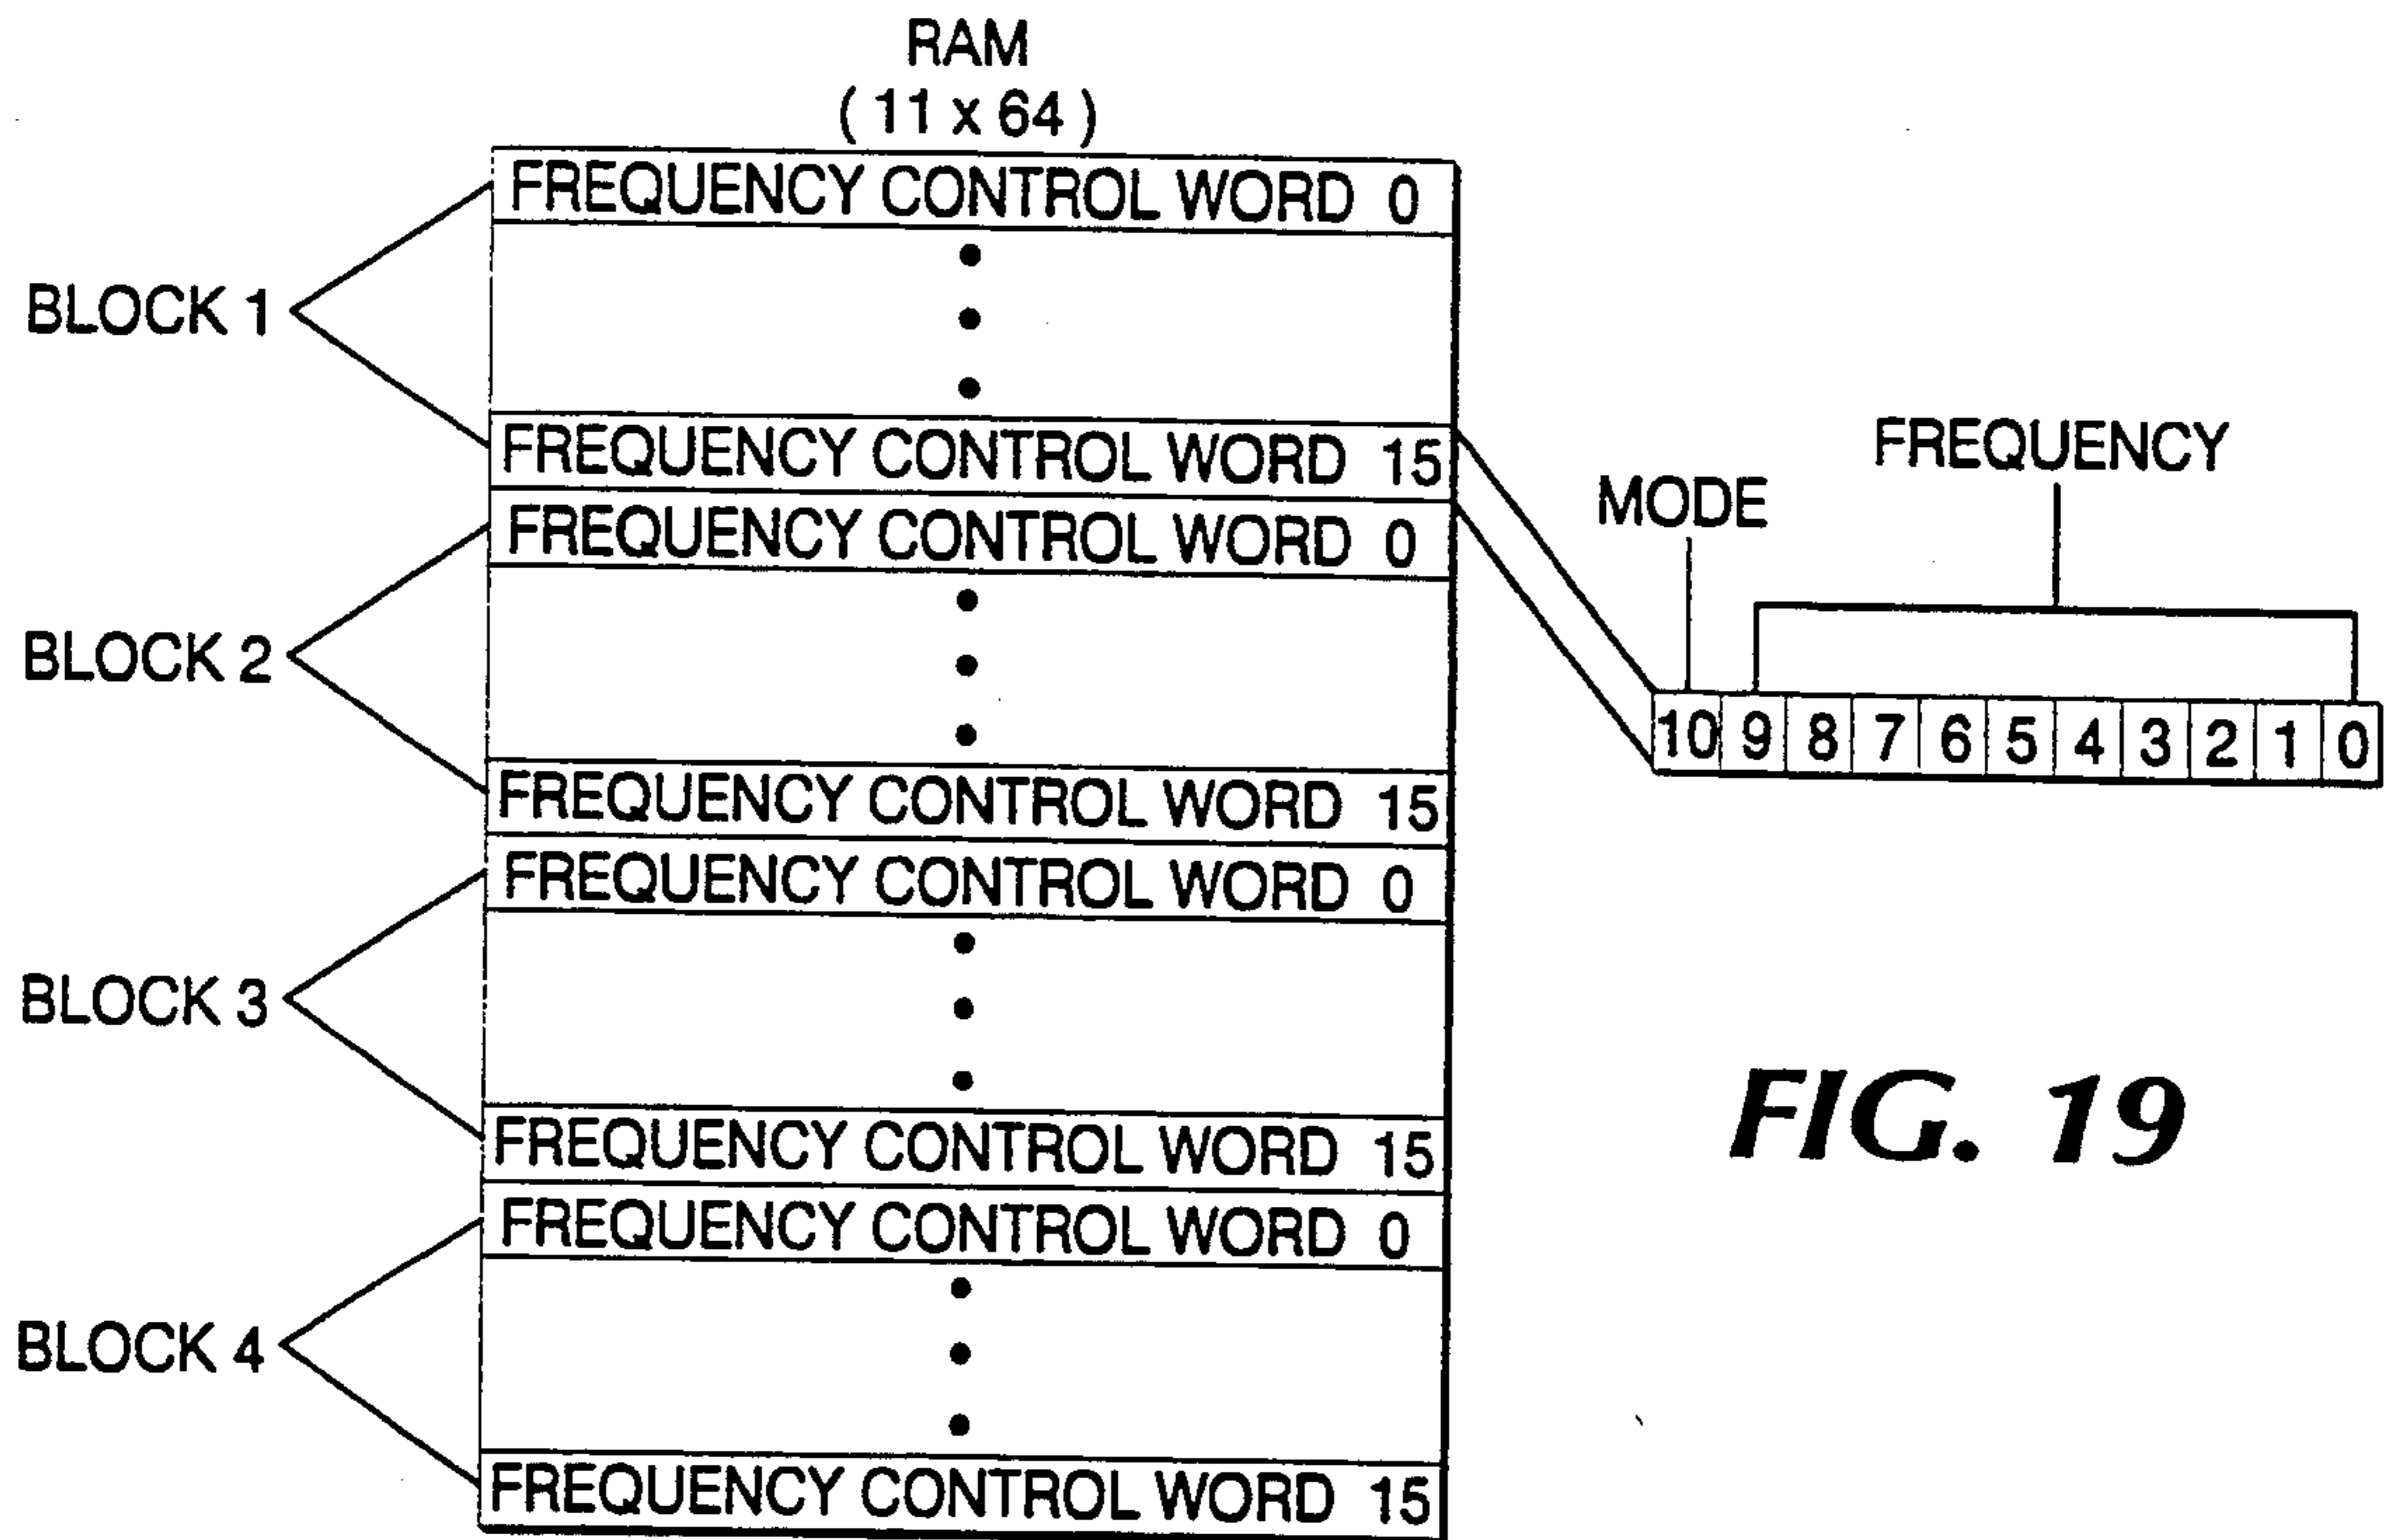 RAM
( 11 x 64 )
FREQUENCY CONTROL WORD 0
BLOCK 1
FREQUENCY CONTROL WORD 15
FREQUENCY CONTROL WORD 0
BLOCK 2
FREQUENCY CONTROL WORD 15
FREQUENCY CONTROL WORD 0
BLOCK 3
FREQUENCY CONTROL WORD 15
FREQUENCY CONTROL WORD 0
BLOCK 4
FREQUENCY CONTROL WORD 15
FREQUENCY
MODE
10 9 8 7 6 5 4 3 2 1 0
FIG. 19